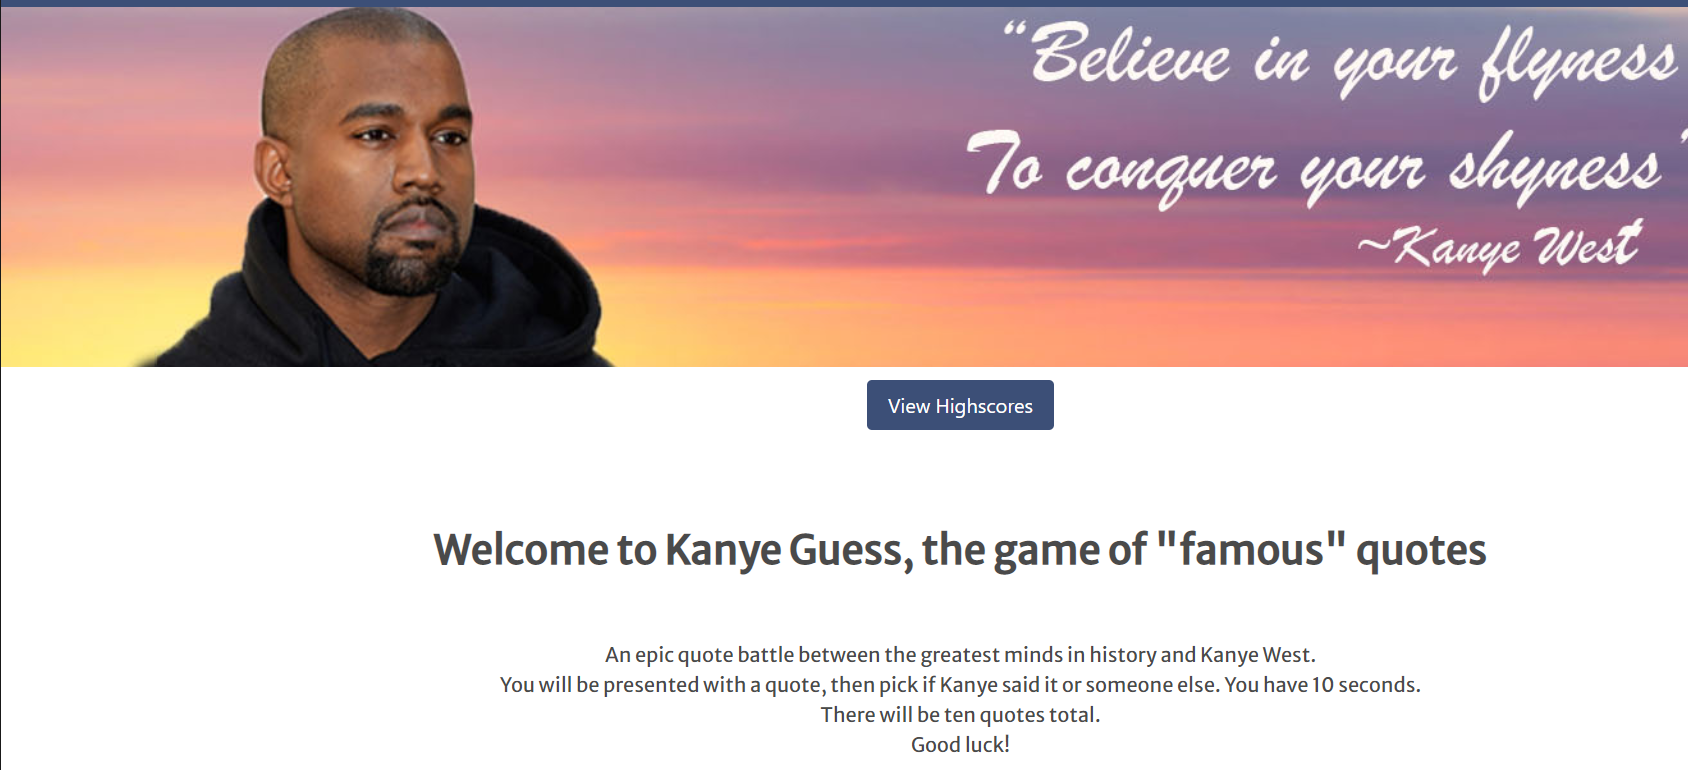 “Believe in your flyness
To conquer your shyness”
~Kanye West
View Highscores
Welcome to Kanye Guess, the game of "famous" quotes
An epic quote battle between the greatest minds in history and Kanye West.
You will be presented with a quote, then pick if Kanye said it or someone else. You have 10 seconds.
There will be ten quotes total.
Good luck!